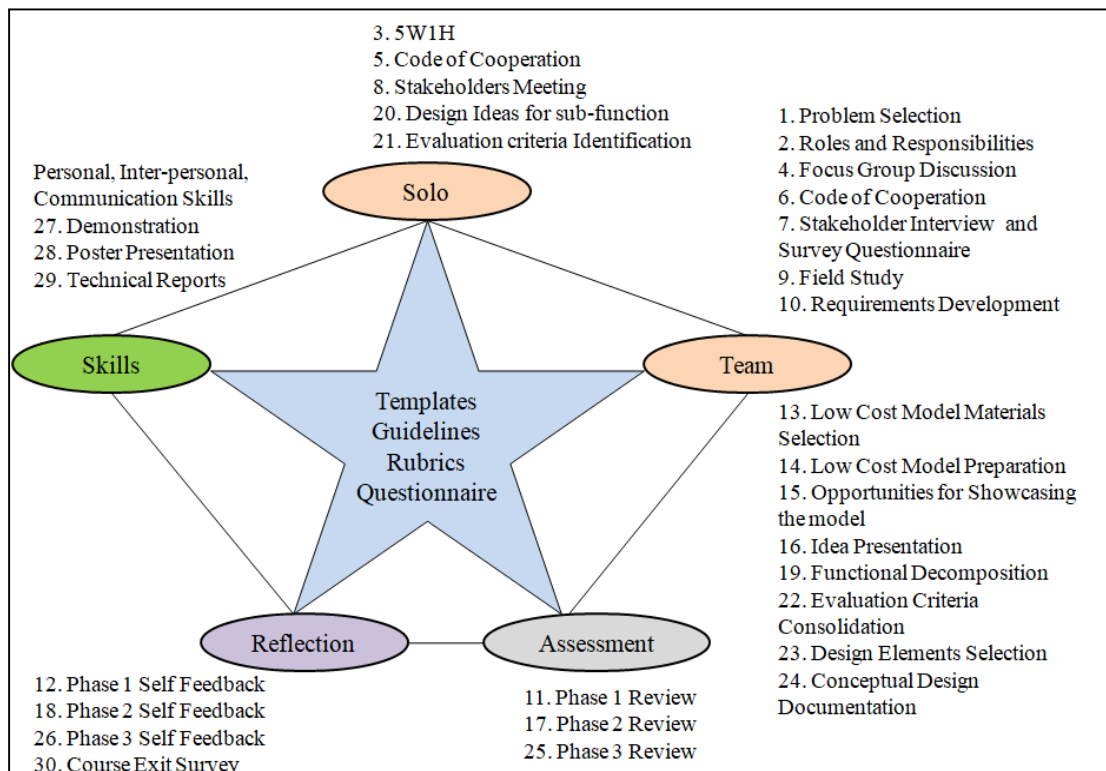 3. 5W1H
5. Code of Cooperation
8. Stakeholders Meeting
20. Design Ideas for sub-function
21. Evaluation criteria Identification
Solo
Personal, Inter-personal,
Communication Skills
27. Demonstration
28. Poster Presentation
29. Technical Reports
1. Problem Selection
2. Roles and Responsibilities
4. Focus Group Discussion
6. Code of Cooperation
7. Stakeholder Interview and
Survey Questionnaire
9. Field Study
10. Requirements Development
Skills
Team
Templates
Guidelines
Rubrics
Questionnaire
13. Low Cost Model Materials
Selection
14. Low Cost Model Preparation
15. Opportunities for Showcasing
the model
16. Idea Presentation
19. Functional Decomposition
22. Evaluation Criteria
Consolidation
23. Design Elements Selection
24. Conceptual Design
Documentation
Reflection
Assessment
12. Phase 1 Self Feedback
18. Phase 2 Self Feedback
26. Phase 3 Self Feedback
30. Course Exit Survey
11. Phase 1 Review
17. Phase 2 Review
25. Phase 3 Review